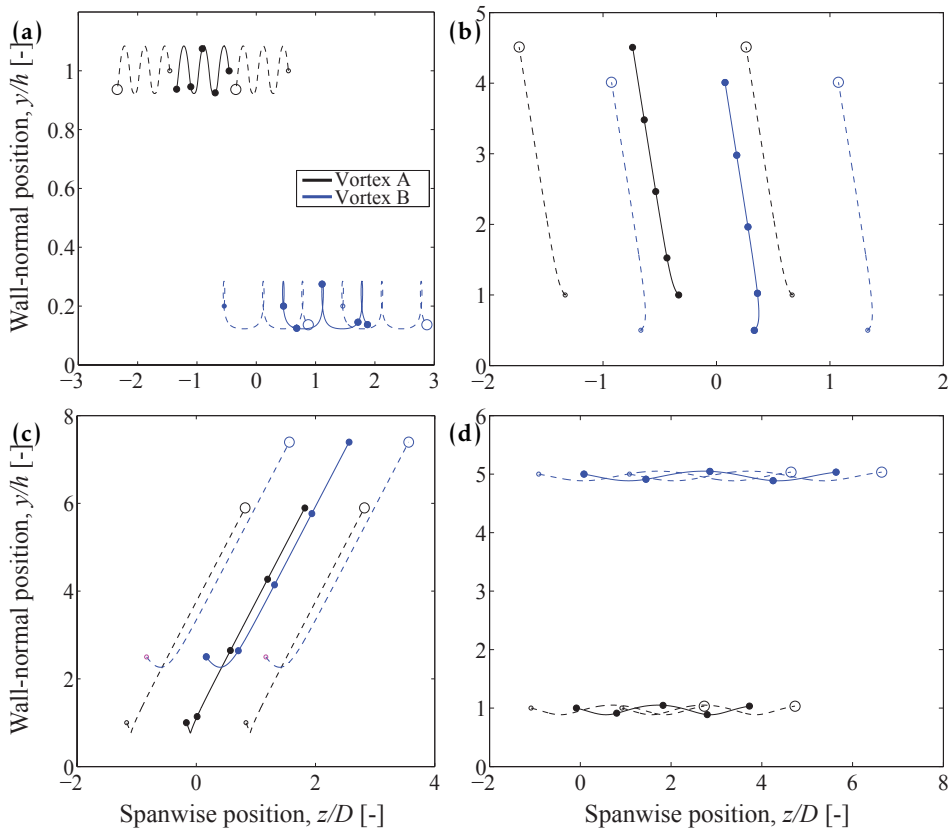 (a)
Wall-normal position, y/h [-]
1
0.8
0.6
0.4
0.2
0
−3 −2 −1 0 1 2 3
Vortex A
Vortex B
(b)
5
4
3
2
1
0
−2 −1 0 1 2
(c)
Wall-normal position, y/h [-]
8
6
4
2
0
−2 0 2 4
Spanwise position, z/D [-]
(d)
6
5
4
3
2
1
0
−2 0 2 4 6 8
Spanwise position, z/D [-]